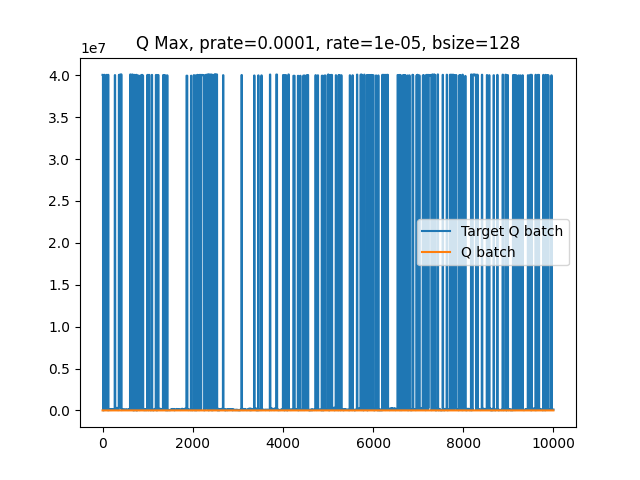 Q Max, prate=0.0001, rate=1e-05, bsize=128
1e7
4.0
3.5
3.0
2.5
2.0
1.5
1.0
0.5
0.0
Target Q batch
Q batch
0 2000 4000 6000 8000 10000